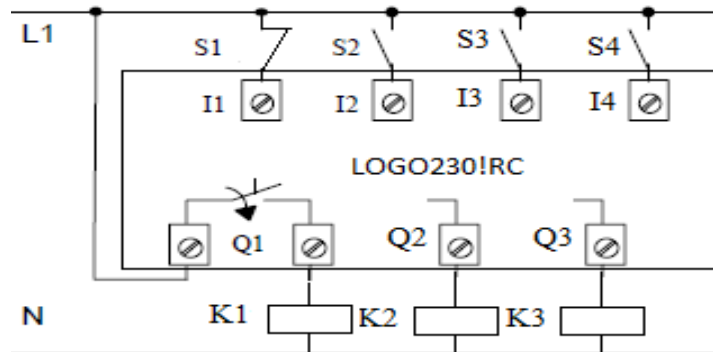 L1
S1 S2 S3 S4
I1 I2 I3 I4
LOGO230!RC
Q1 Q2 Q3
N K1 K2 K3